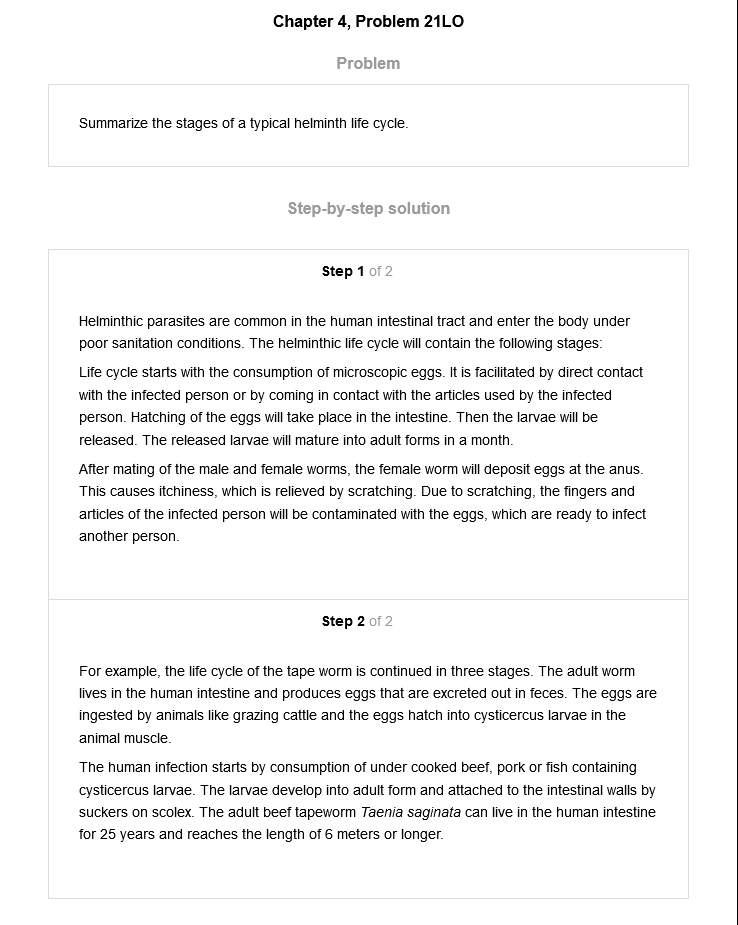 Chapter 4, Problem 21LO
Problem
Summarize the stages of a typical helminth life cycle.
Step-by-step solution
Step 1 of 2
Helminthic parasites are common in the human intestinal tract and enter the body under
poor sanitation conditions. The helminthic life cycle will contain the following stages:
Life cycle starts with the consumption of microscopic eggs. It is facilitated by direct contact
with the infected person or by coming in contact with the articles used by the infected
person. Hatching of the eggs will take place in the intestine. Then the larvae will be
released. The released larvae will mature into adult forms in a month.
After mating of the male and female worms, the female worm will deposit eggs at the anus.
This causes itchiness, which is relieved by scratching. Due to scratching, the fingers and
articles of the infected person will be contaminated with the eggs, which are ready to infect
another person.
Step 2 of 2
For example, the life cycle of the tape worm is continued in three stages. The adult worm
lives in the human intestine and produces eggs that are excreted out in feces. The eggs are
ingested by animals like grazing cattle and the eggs hatch into cysticercus larvae in the
animal muscle.
The human infection starts by consumption of under cooked beef, pork or fish containing
cysticercus larvae. The larvae develop into adult form and attached to the intestinal walls by
suckers on scolex. The adult beef tapeworm Taenia saginata can live in the human intestine
for 25 years and reaches the length of 6 meters or longer.